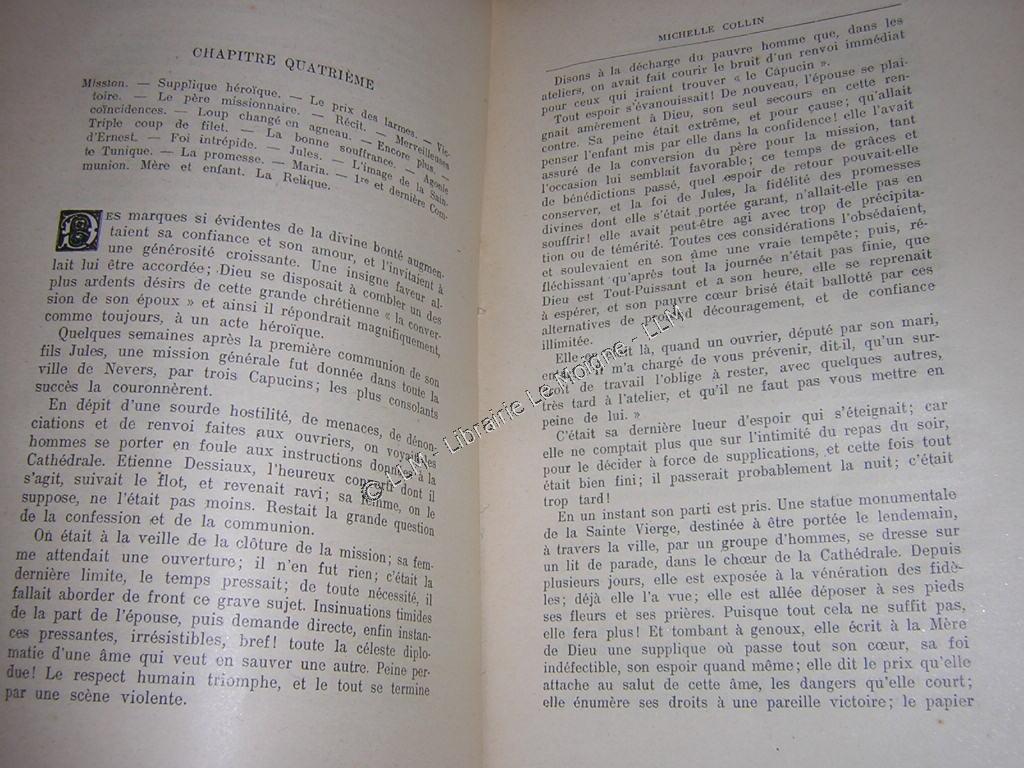 CHAPITRE QUATRIÈME
Mission. — Supplique héroïque. — Le prix des larmes. — Vic-
toire. — Le père missionnaire. — Récit. — Merveilleuses
coïncidences. — Loup changé en agneau. — Encore plus. —
Triple coup de filet. — La bonne souffrance. — Agonie
d'Ernest. — Foi intrépide. — Jules. — L'image de la Sain-
te Tunique. — La promesse. — Maria. — 1re et dernière Com-
munion. Mère et enfant. La Relique.
DES marques si évidentes de la divine bonté augmen-
taient sa confiance et son amour, et l'invitaient à
une générosité croissante. Une insigne faveur al-
lait lui être accordée; Dieu se disposait à combler un des
plus ardents désirs de cette grande chrétienne « la conver-
sion de son époux » et ainsi il répondrait magnifiquement,
comme toujours, à un acte héroïque.
Quelques semaines après la première communion de son
fils Jules, une mission générale fut donnée dans toute la
ville de Nevers, par trois Capucins; les plus consolants
succès la couronnèrent.
En dépit d'une sourde hostilité, de menaces, de dénon-
ciations et de renvoi faites aux ouvriers, on voyait les
hommes se porter en foule aux instructions données à la
Cathédrale. Etienne Dessiaux, l'heureux converti dont il
s'agit, suivait le flot, et revenait ravi; sa femme, on le
suppose, ne l'était pas moins. Restait la grande question
de la confession et de la communion.
On était à la veille de la clôture de la mission; sa fem-
me attendait une ouverture; il n'en fut rien; c'était la
dernière limite, le temps pressait; de toute nécessité, il
fallait aborder de front ce grave sujet. Insinuations timides
de la part de l'épouse, puis demande directe, enfin instan-
ces pressantes, irrésistibles, bref! toute la céleste diplo-
matie d'une âme qui veut en sauver une autre. Peine per-
due! Le respect humain triomphe, et le tout se termine
par une scène violente.
MICHELLE COLLIN
Disons à la décharge du pauvre homme que, dans les
ateliers, on avait fait courir le bruit d'un renvoi immédiat
pour ceux qui iraient trouver « le Capucin ».
Tout espoir s'évanouissait! De nouveau, l'épouse se plai-
gnait amèrement à Dieu, son seul secours en cette ren-
contre. Sa peine était extrême, et pour cause; qu'allait
penser l'enfant mis par elle dans la confidence! elle l'avait
assuré de la conversion du père pour la mission, tant
l'occasion lui semblait favorable; ce temps de grâces et
de bénédictions passé, quel espoir de retour pouvait-elle
conserver, et la foi de Jules, la fidélité des promesses
divines dont elle s'était portée garant, n'allait-elle pas en
souffrir! elle avait peut-être agi avec trop de précipita-
tion ou de témérité. Toutes ces considérations l'obsédaient,
et soulevaient en son âme une vraie tempête; puis, ré-
fléchissant qu'après tout la journée n'était pas finie, que
Dieu est Tout-Puissant et a son heure, elle se reprenait
à espérer, et son pauvre cœur brisé était ballotté par ces
alternatives de profond découragement, et de confiance
illimitée.
Elle en était là, quand un ouvrier, député par son mari,
m'a chargé de vous prévenir, dit-il, qu'un sur-
croît de travail l'oblige à rester, avec quelques autres,
très tard à l'atelier, et qu'il ne faut pas vous mettre en
peine de lui. »
C'était sa dernière lueur d'espoir qui s'éteignait; car
elle ne comptait plus que sur l'intimité du repas du soir,
pour le décider à force de supplications, et cette fois tout
était bien fini; il passerait probablement la nuit; c'était
trop tard!
En un instant son parti est pris. Une statue monumentale
de la Sainte Vierge, destinée à être portée le lendemain,
à travers la ville, par un groupe d'hommes, se dresse sur
un lit de parade, dans le chœur de la Cathédrale. Depuis
plusieurs jours, elle est exposée à la vénération des fidè-
les; déjà elle l'a vue; elle est allée déposer à ses pieds
ses fleurs et ses prières. Puisque tout cela ne suffit pas,
elle fera plus! Et tombant à genoux, elle écrit à la Mère
de Dieu une supplique où passe tout son cœur, sa foi
indéfectible, son espoir quand même; elle dit le prix qu'elle
attache au salut de cette âme, les dangers qu'elle court;
elle énumère ses droits à une pareille victoire; le papier
© LLM - Librairie Le Moigne - LLM